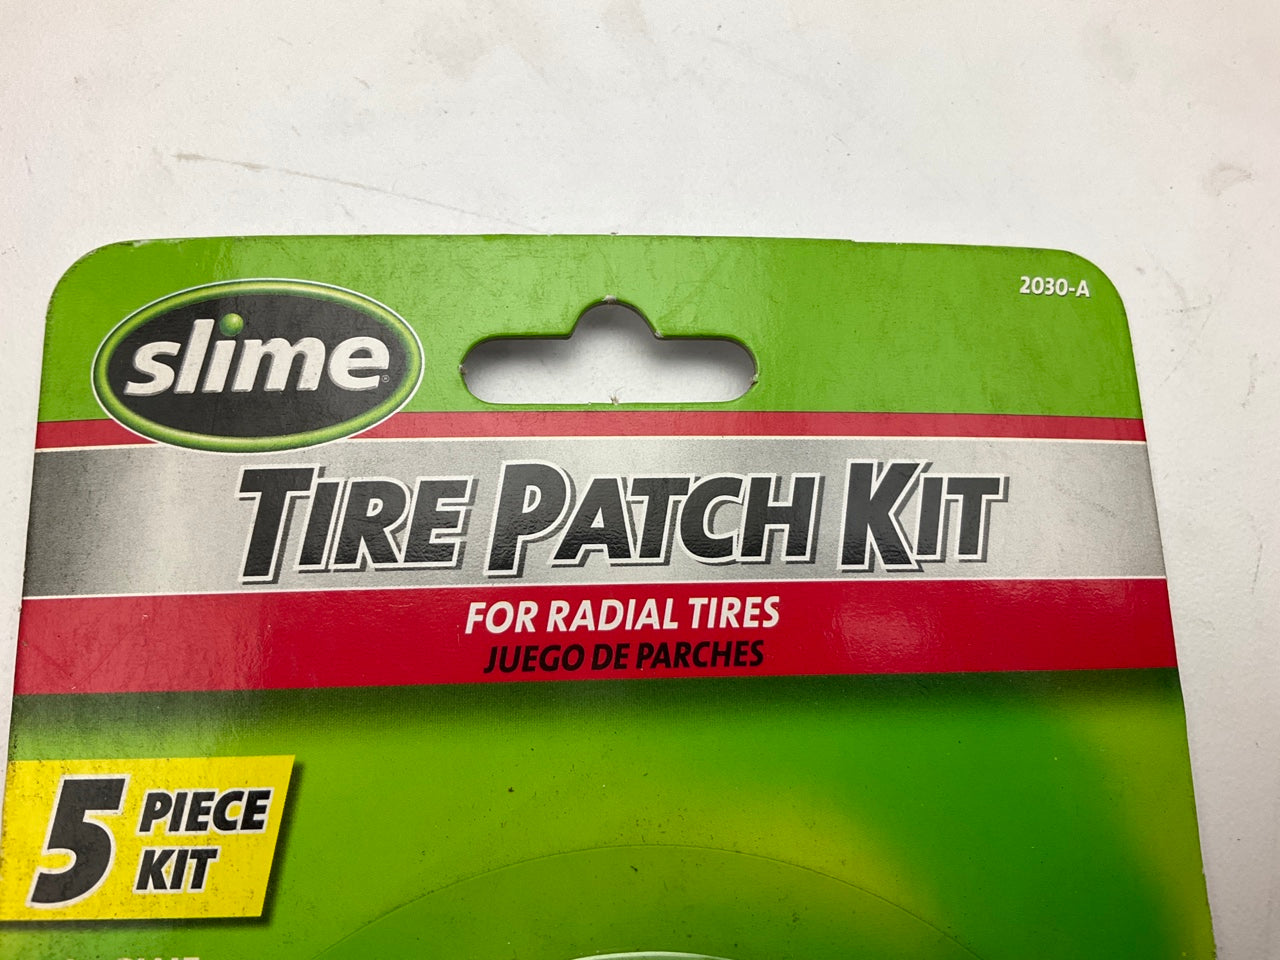 2030-A
slime
TIRE PATCH KIT
FOR RADIAL TIRES
JUEGO DE PARCHES
5 PIECE
KIT